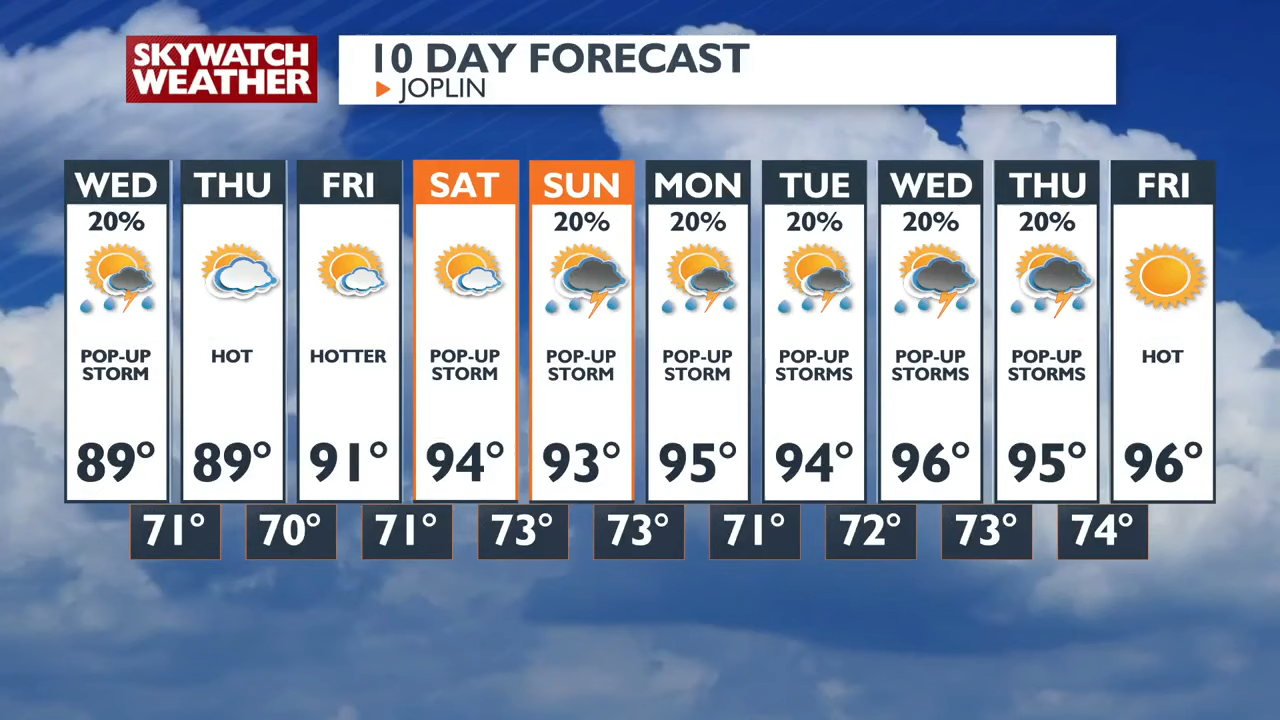 SKYWATCH
WEATHER
10 DAY FORECAST
JOPLIN
WED
20%
POP-UP
STORM
89°
THU
HOT
89°
FRI
HOTTER
91°
SAT
POP-UP
STORM
94°
SUN
20%
POP-UP
STORM
93°
MON
20%
POP-UP
STORM
95°
TUE
20%
POP-UP
STORMS
94°
WED
20%
POP-UP
STORMS
96°
THU
20%
POP-UP
STORMS
95°
FRI
HOT
96°
71°
70°
71°
73°
73°
71°
72°
73°
74°